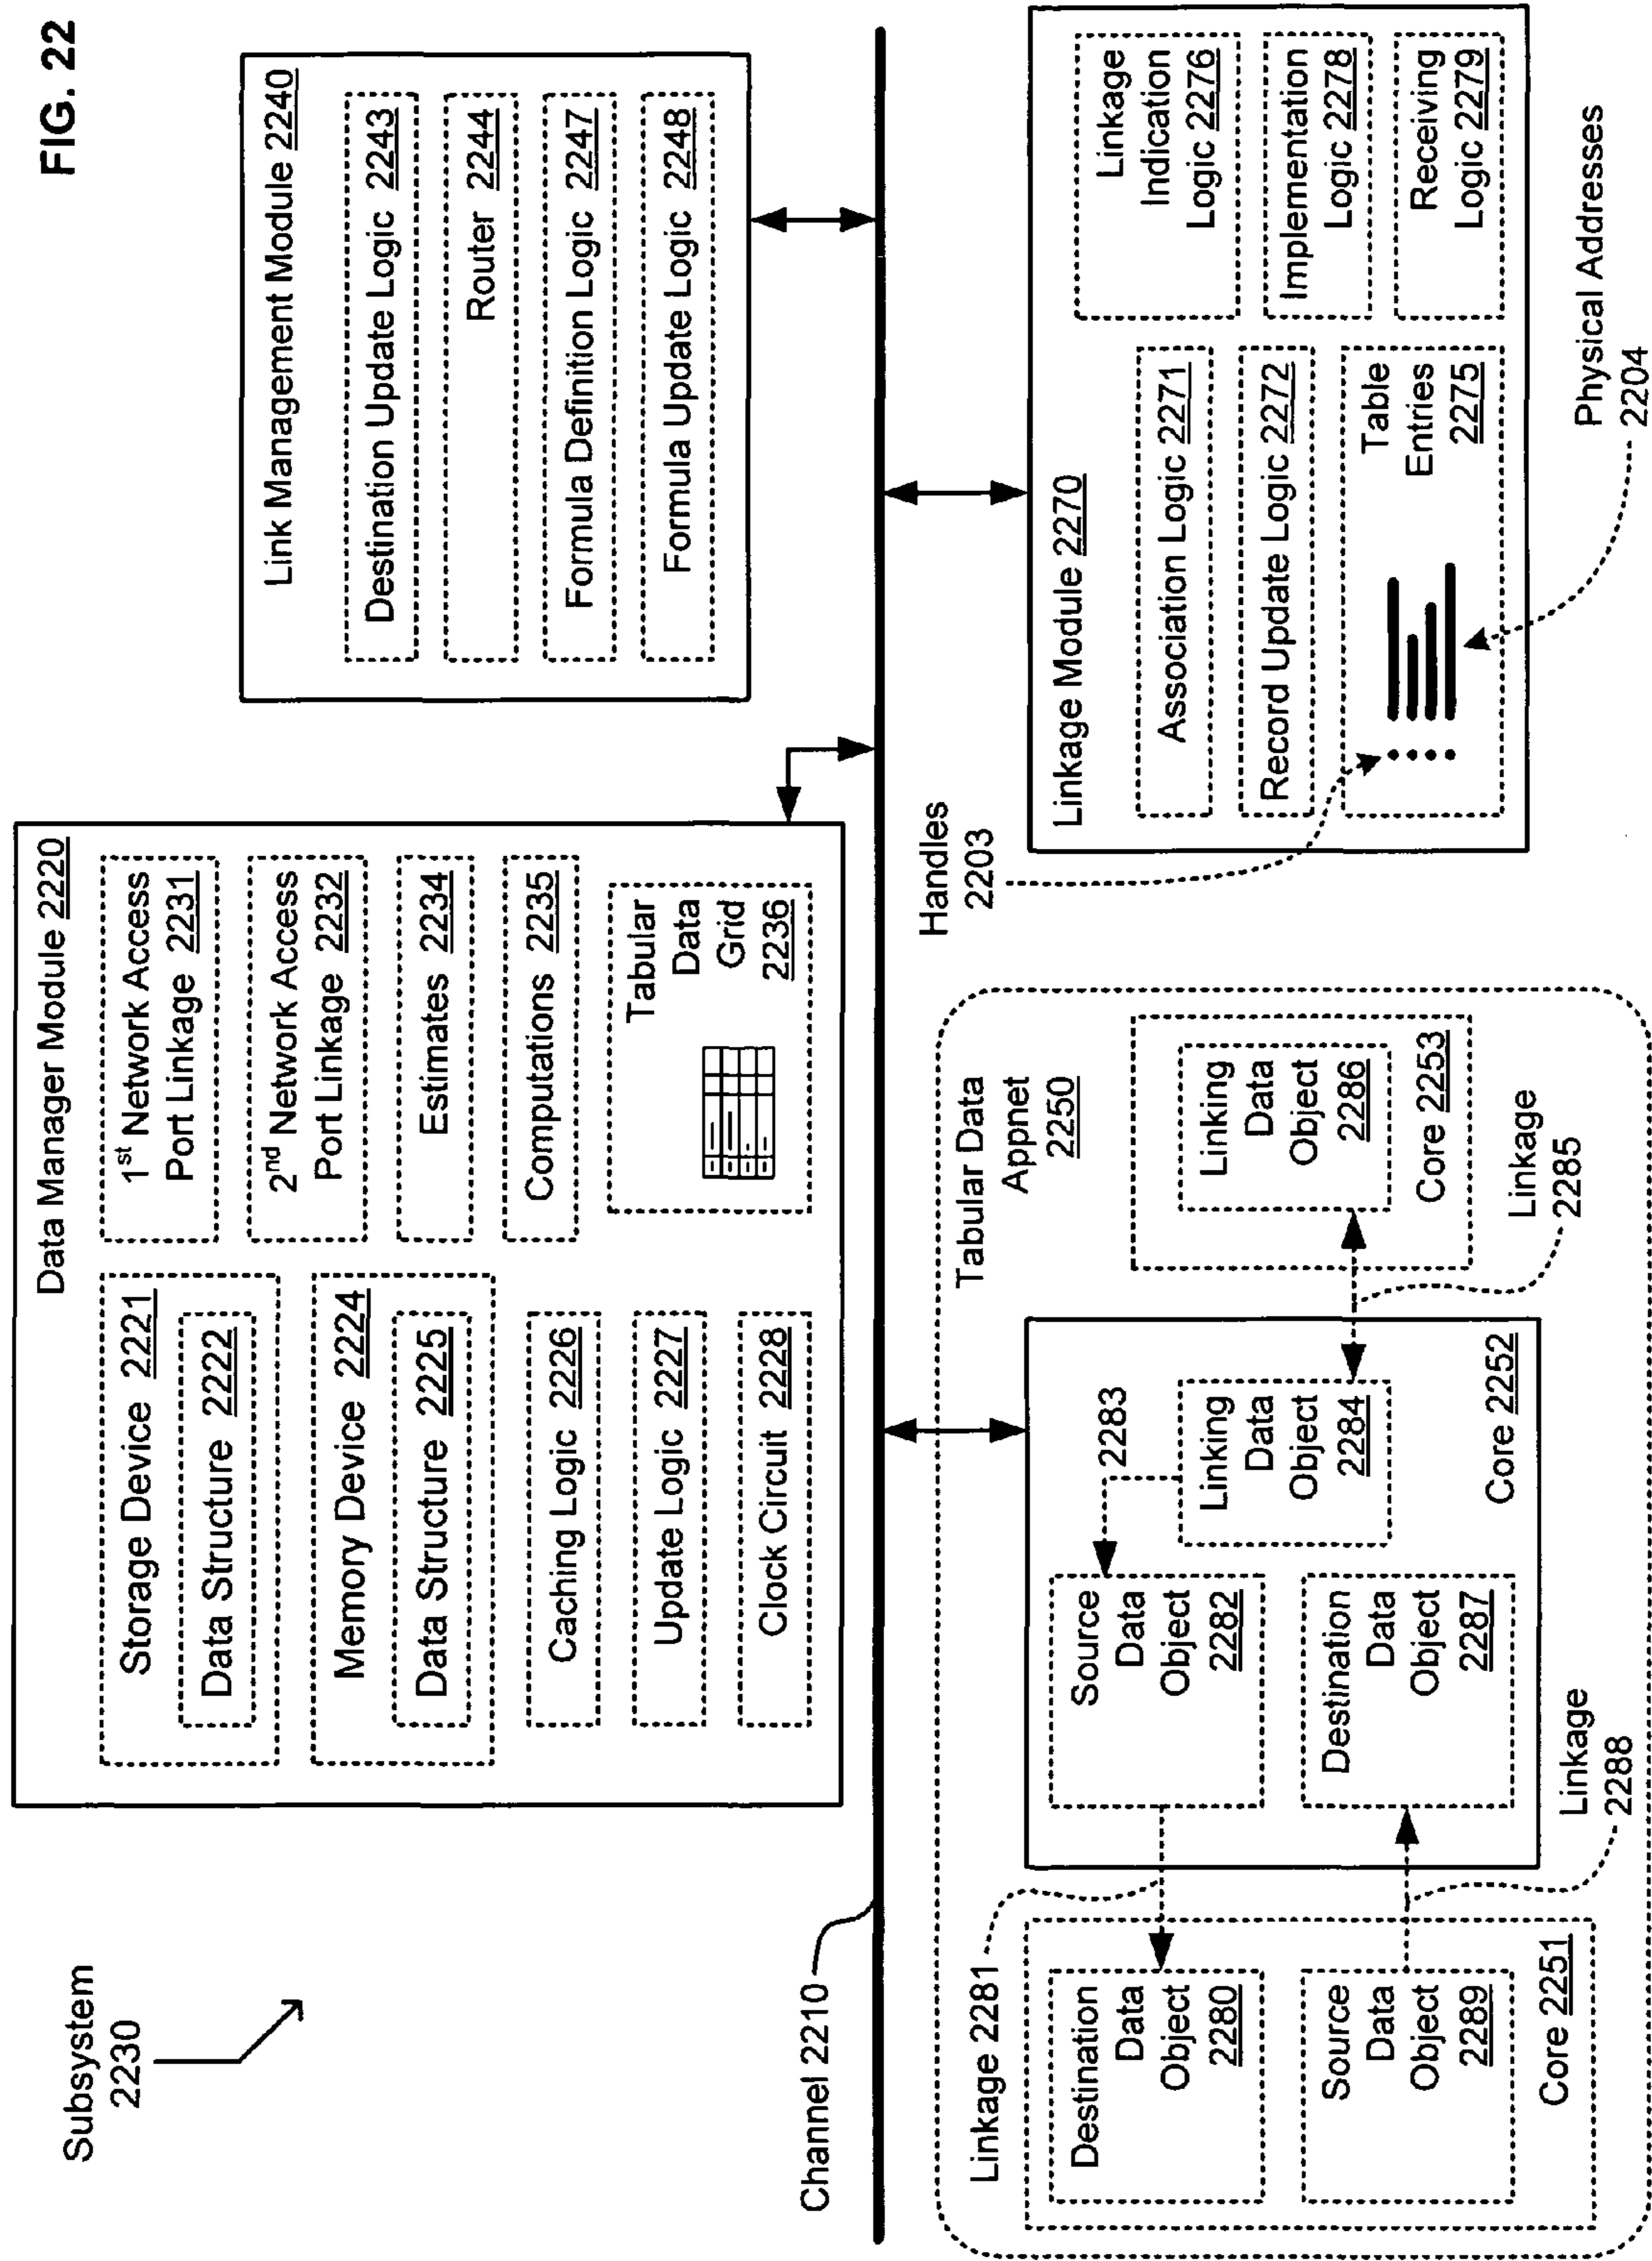 FIG. 22
Subsystem
2230
Data Manager Module 2220
Storage Device 2221
Data Structure 2222
Memory Device 2224
Data Structure 2225
Caching Logic 2226
Update Logic 2227
Clock Circuit 2228
1st Network Access
Port Linkage 2231
2nd Network Access
Port Linkage 2232
Estimates 2234
Computations 2235
Tabular
Data
Grid
2236
Link Management Module 2240
Destination Update Logic 2243
Router 2244
Formula Definition Logic 2247
Formula Update Logic 2248
Channel 2210
Tabular Data
Appnet
2250
Linkage 2281
Destination
Data
Object
2280
Source
Data
Object
2289
Core 2251
Source
Data
Object
2282
Destination
Data
Object
2287
2283
Linking
Data
Object
2284
Core 2252
Linkage
2288
Linking
Data
Object
2286
Core 2253
Linkage
2285
Handles
2203
Linkage Module 2270
Association Logic 2271
Record Update Logic 2272
Table
Entries
2275
Linkage
Indication
Logic 2276
Implementation
Logic 2278
Receiving
Logic 2279
Physical Addresses
2204